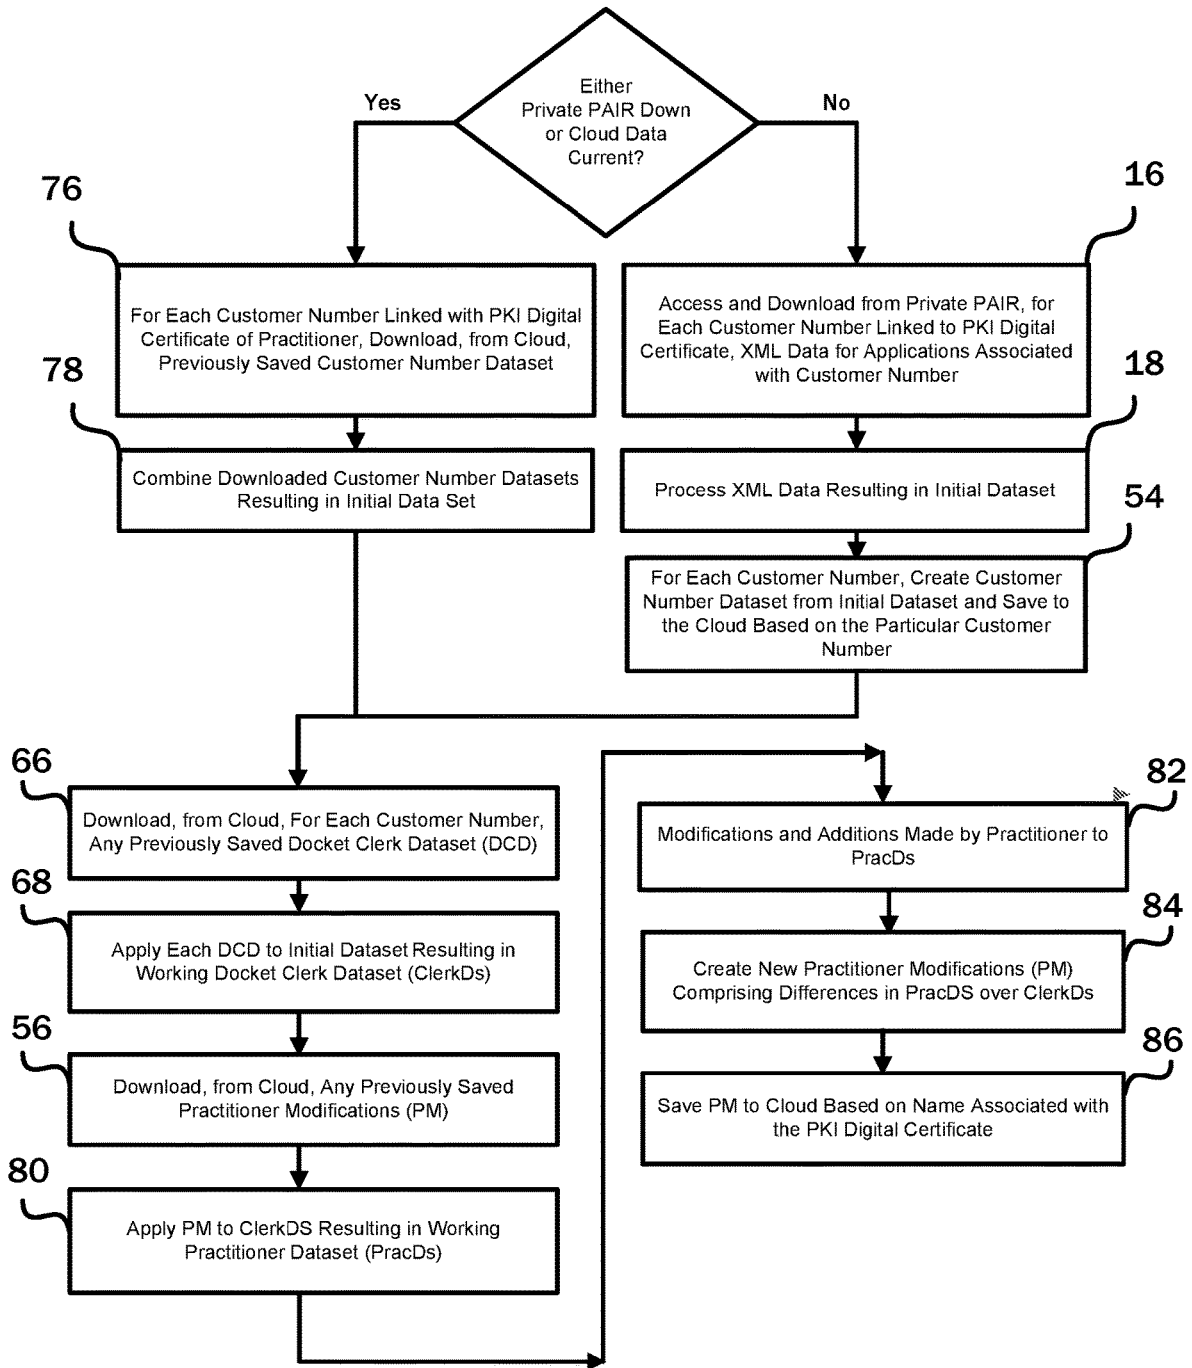 Either
Private PAIR Down
or Cloud Data
Current?
Yes
No
76
For Each Customer Number Linked with PKI Digital
Certificate of Practitioner, Download, from Cloud,
Previously Saved Customer Number Dataset
78
Combine Downloaded Customer Number Datasets
Resulting in Initial Data Set
16
Access and Download from Private PAIR, for
Each Customer Number Linked to PKI Digital
Certificate, XML Data for Applications Associated
with Customer Number
18
Process XML Data Resulting in Initial Dataset
54
For Each Customer Number, Create Customer
Number Dataset from Initial Dataset and Save to
the Cloud Based on the Particular Customer
Number
66
Download, from Cloud, For Each Customer Number,
Any Previously Saved Docket Clerk Dataset (DCD)
68
Apply Each DCD to Initial Dataset Resulting in
Working Docket Clerk Dataset (ClerkDs)
56
Download, from Cloud, Any Previously Saved
Practitioner Modifications (PM)
80
Apply PM to ClerkDS Resulting in Working
Practitioner Dataset (PracDs)
82
Modifications and Additions Made by Practitioner to
PracDs
84
Create New Practitioner Modifications (PM)
Comprising Differences in PracDS over ClerkDs
86
Save PM to Cloud Based on Name Associated with
the PKI Digital Certificate